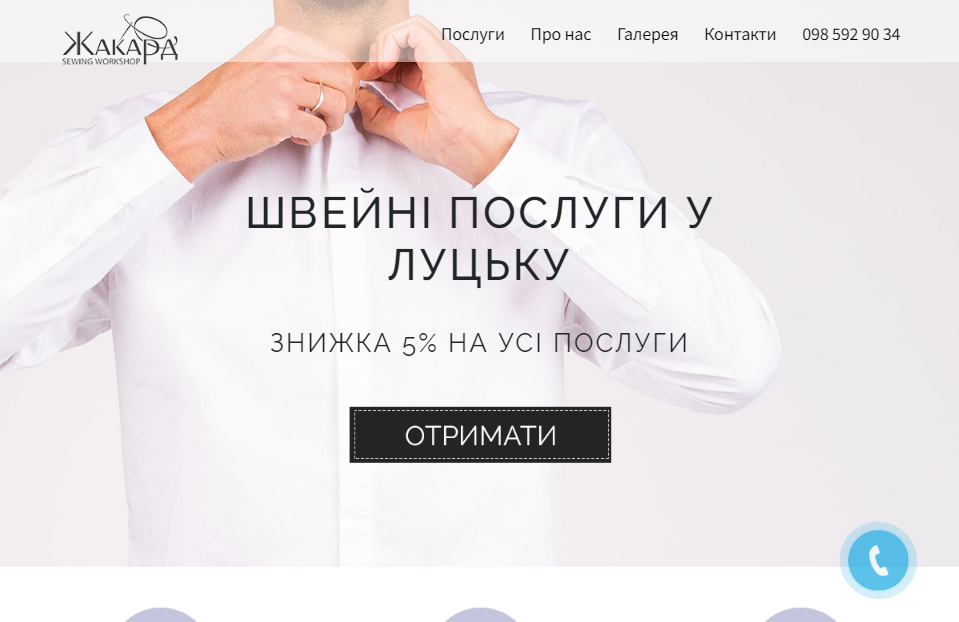 Жакард
SEWING WORKSHOP
Послуги Про нас Галерея Контакти 098 592 90 34
ШВЕЙНІ ПОСЛУГИ У
ЛУЦЬКУ
ЗНИЖКА 5% НА УСІ ПОСЛУГИ
ОТРИМАТИ